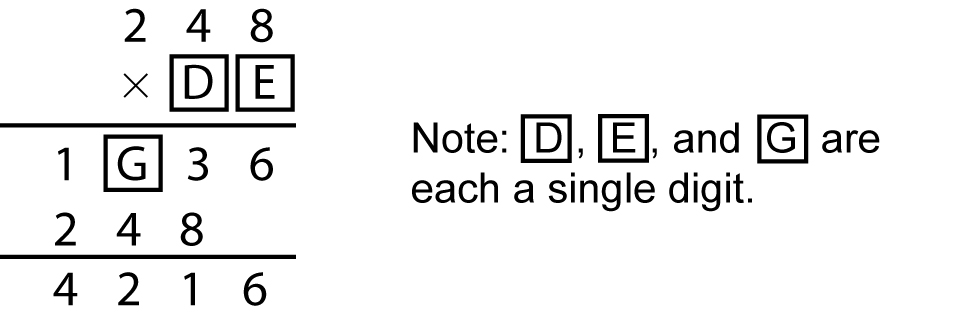 2 4 8
× D E
1 G 3 6
2 4 8
4 2 1 6
Note: D, E, and G are
each a single digit.